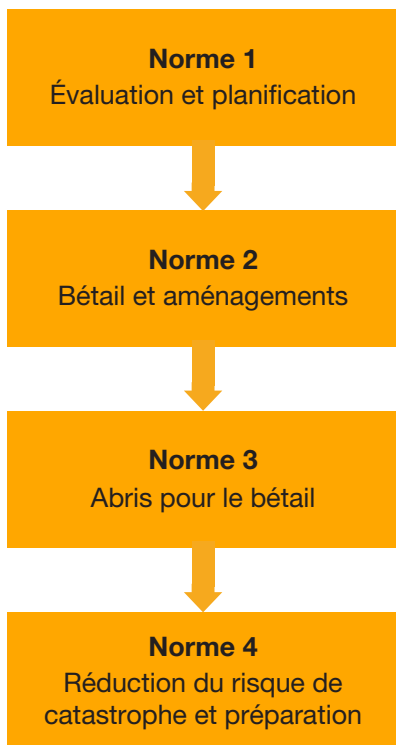 Norme 1
Évaluation et planification
Norme 2
Bétail et aménagements
Norme 3
Abris pour le bétail
Norme 4
Réduction du risque de
catastrophe et préparation